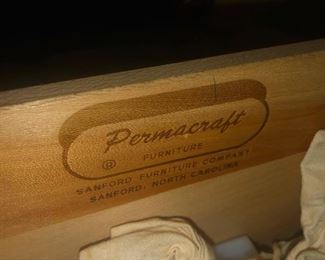 Permacraft
® FURNITURE
SANFORD FURNITURE COMPANY
SANFORD, NORTH CAROLINA